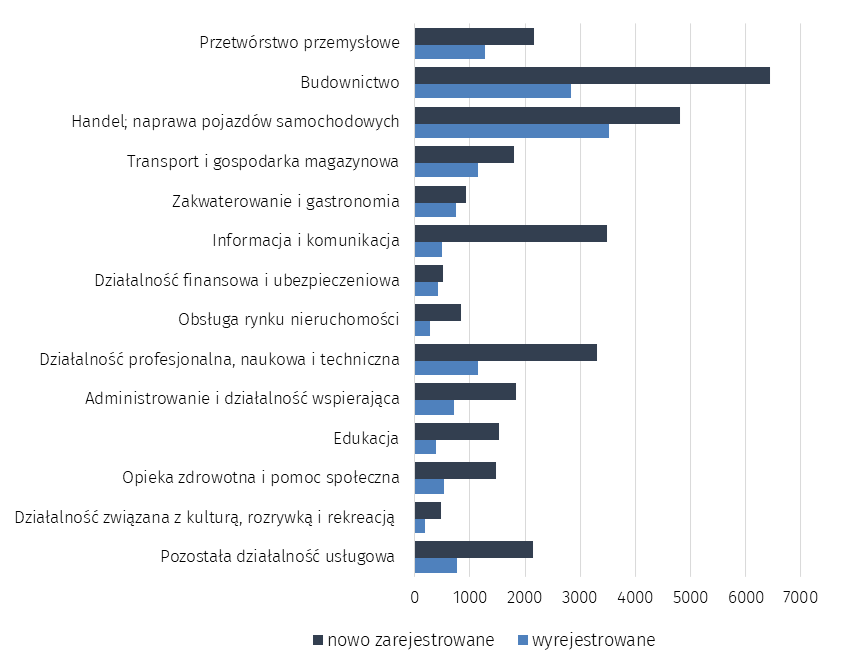 Przetwórstwo przemysłowe
Budownictwo
Handel; naprawa pojazdów samochodowych
Transport i gospodarka magazynowa
Zakwaterowanie i gastronomia
Informacja i komunikacja
Działalność finansowa i ubezpieczeniowa
Obsługa rynku nieruchomości
Działalność profesjonalna, naukowa i techniczna
Administrowanie i działalność wspierająca
Edukacja
Opieka zdrowotna i pomoc społeczna
Działalność związana z kulturą, rozrywką i rekreacją
Pozostała działalność usługowa
0 1000 2000 3000 4000 5000 6000 7000
nowo zarejestrowane wyrejestrowane